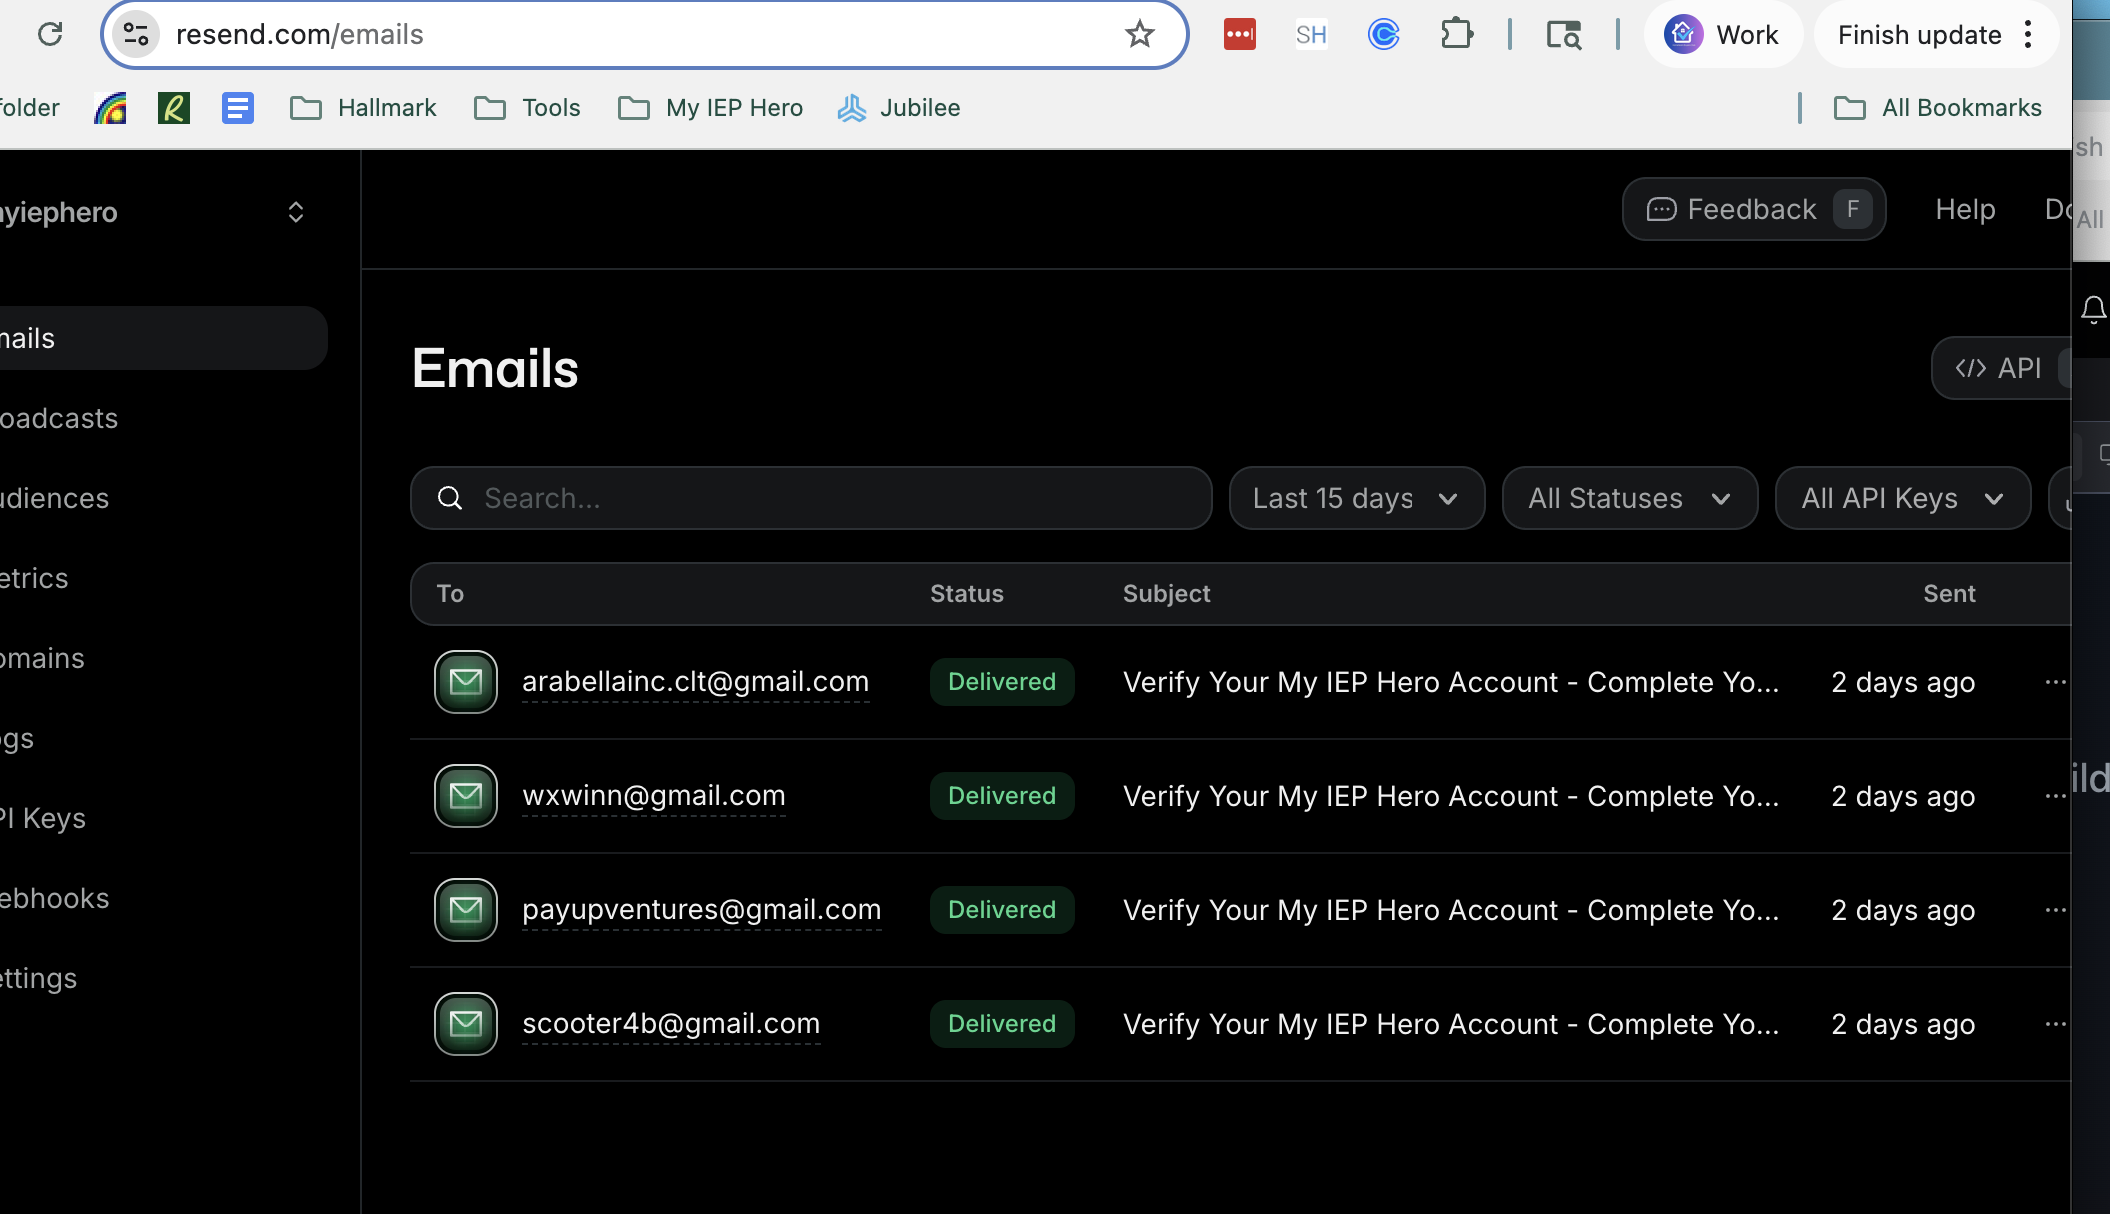 resend.com/emails
SH
Work
Finish update
folder
Hallmark
Tools
My IEP Hero
Jubilee
All Bookmarks
sh
All
yiephero
Feedback
F
Help
Do
mails
Emails
API
oadcasts
udiences
Search...
Last 15 days
All Statuses
All API Keys
etrics
To
Status
Subject
Sent
omains
arabellainc.clt@gmail.com
Delivered
Verify Your My IEP Hero Account - Complete Yo...
2 days ago
gs
wxwinn@gmail.com
Delivered
Verify Your My IEP Hero Account - Complete Yo...
2 days ago
ild
PI Keys
payupventures@gmail.com
Delivered
Verify Your My IEP Hero Account - Complete Yo...
2 days ago
ebhooks
ettings
scooter4b@gmail.com
Delivered
Verify Your My IEP Hero Account - Complete Yo...
2 days ago